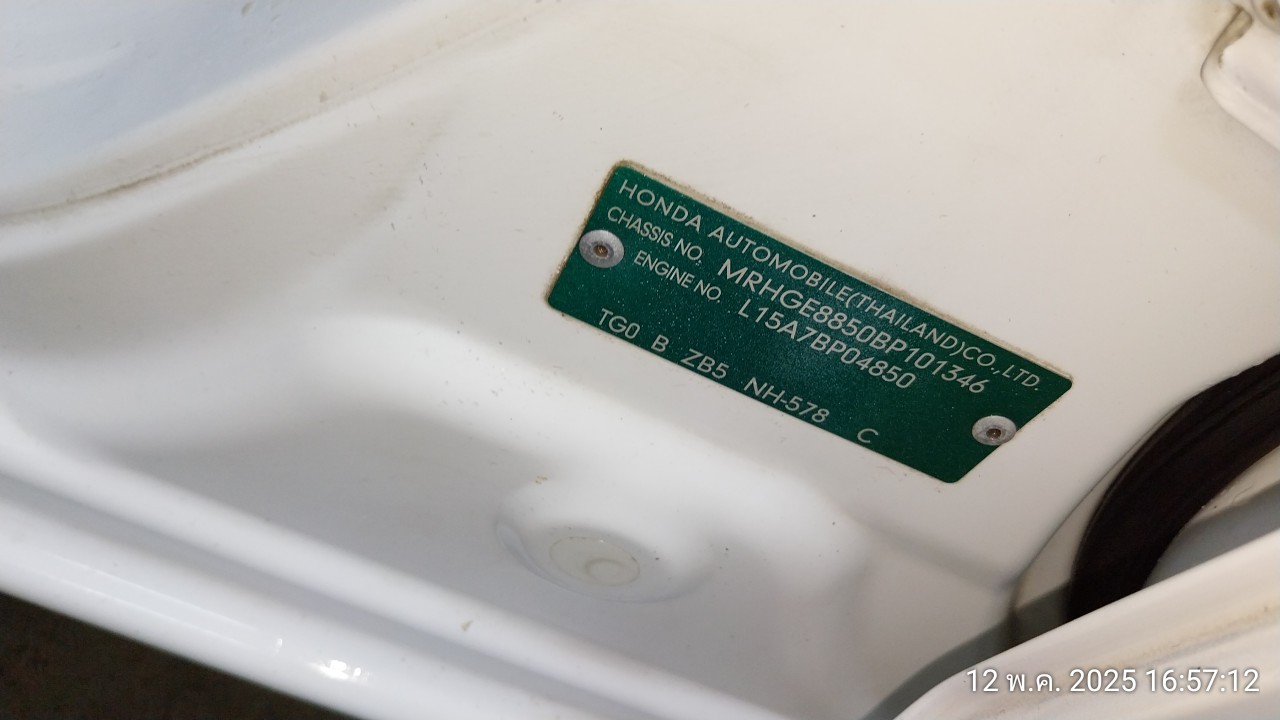 HONDA AUTOMOBILE(THAILAND)CO.,LTD.
CHASSIS NO. MRHGE8850BP101346
ENGINE NO. L15A7BP04850
TG0 B ZB5 NH-578 C
12 พ.ค. 2025 16:57:12